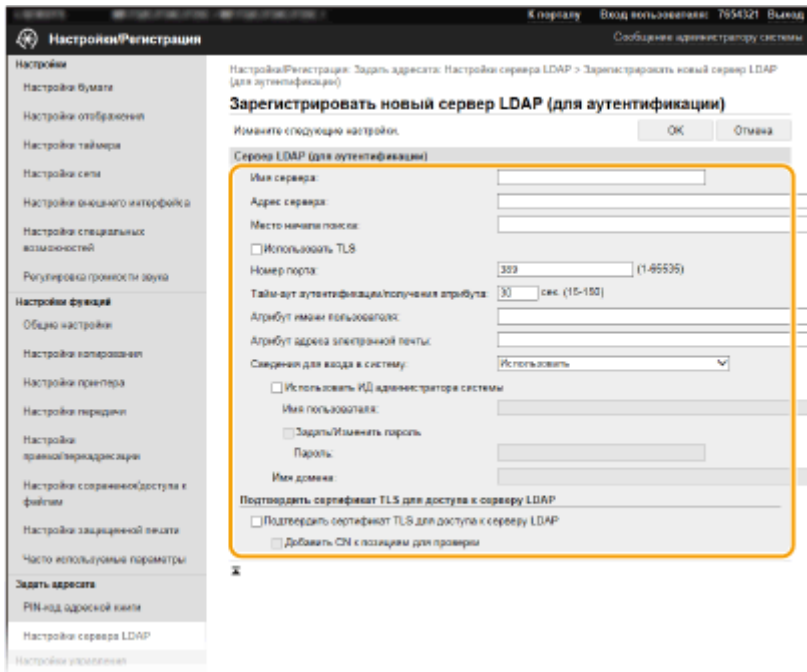 К порталу Вход пользователя: 7654321 Выход
Настройки/Регистрация
Сообщение администратору системы
Настройки
Настройки бумаги
Настройки отображения
Настройки таймера
Настройки сети
Настройки внешнего интерфейса
Настройки специальных
возможностей
Регулировка громкости звука
Настройки функций
Общие настройки
Настройки копирования
Настройки принтера
Настройки передачи
Настройки
приема/переадресации
Настройки сохранения/доступа к
файлам
Настройки защищенной печати
Часто используемые параметры
Задать адресата
PIN-код адресной книги
Настройки сервера LDAP
Настройки управления
Настройки/Регистрация: Задать адресата: Настройки сервера LDAP > Зарегистрировать новый сервер LDAP
(для аутентификации)
Зарегистрировать новый сервер LDAP (для аутентификации)
Измените следующие настройки.
OK Отмена
Сервер LDAP (для аутентификации)
Имя сервера:
Адрес сервера:
Место начала поиска:
Использовать TLS
Номер порта: 389 (1-65535)
Тайм-аут аутентификации/получения атрибута: 30 сек. (15-150)
Атрибут имени пользователя:
Атрибут адреса электронной почты:
Сведения для входа в систему: Использовать
Использовать ИД администратора системы
Имя пользователя:
Задать/Изменить пароль
Пароль:
Имя домена:
Подтвердить сертификат TLS для доступа к серверу LDAP
Подтвердить сертификат TLS для доступа к серверу LDAP
Добавить CN к позициям для проверки